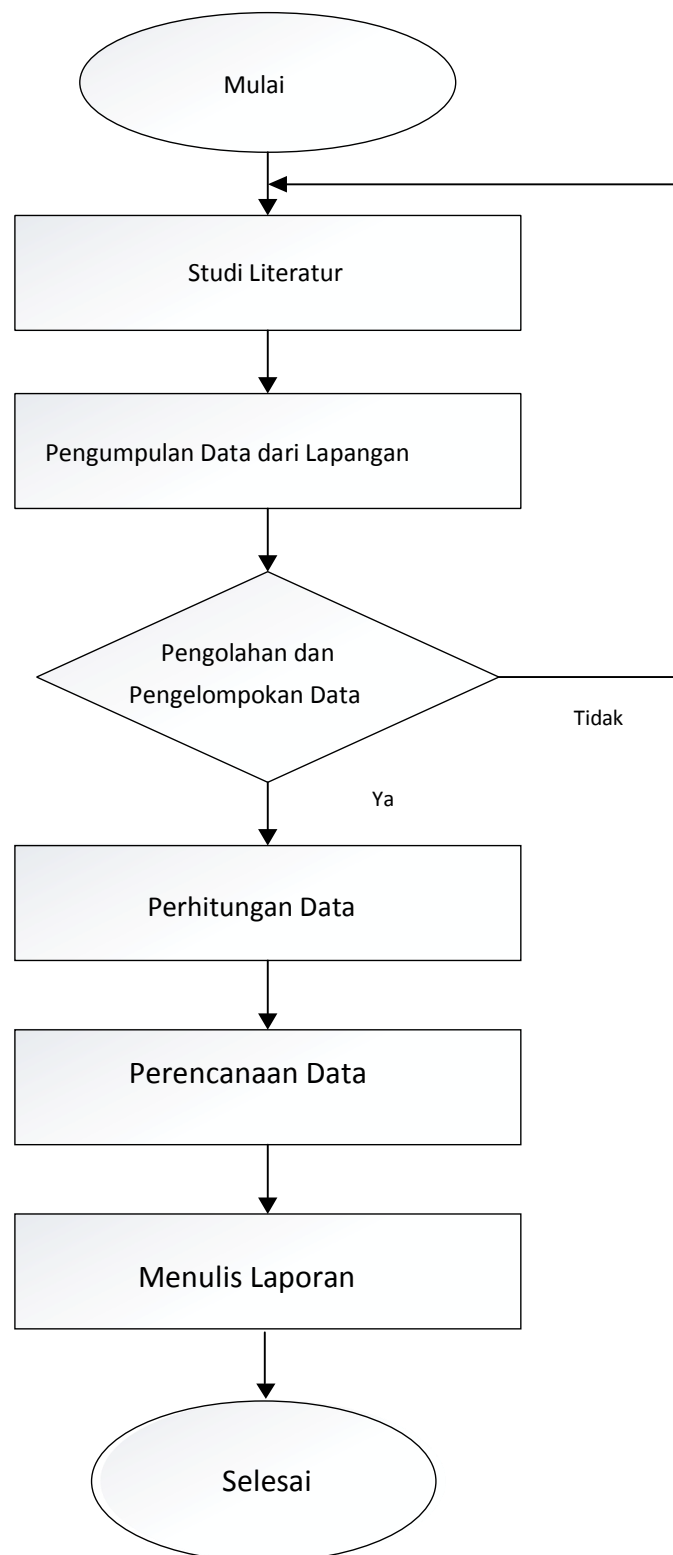 Mulai
Studi Literatur
Pengumpulan Data dari Lapangan
Pengolahan dan
Pengelompokan Data
Tidak
Ya
Perhitungan Data
Perencanaan Data
Menulis Laporan
Selesai